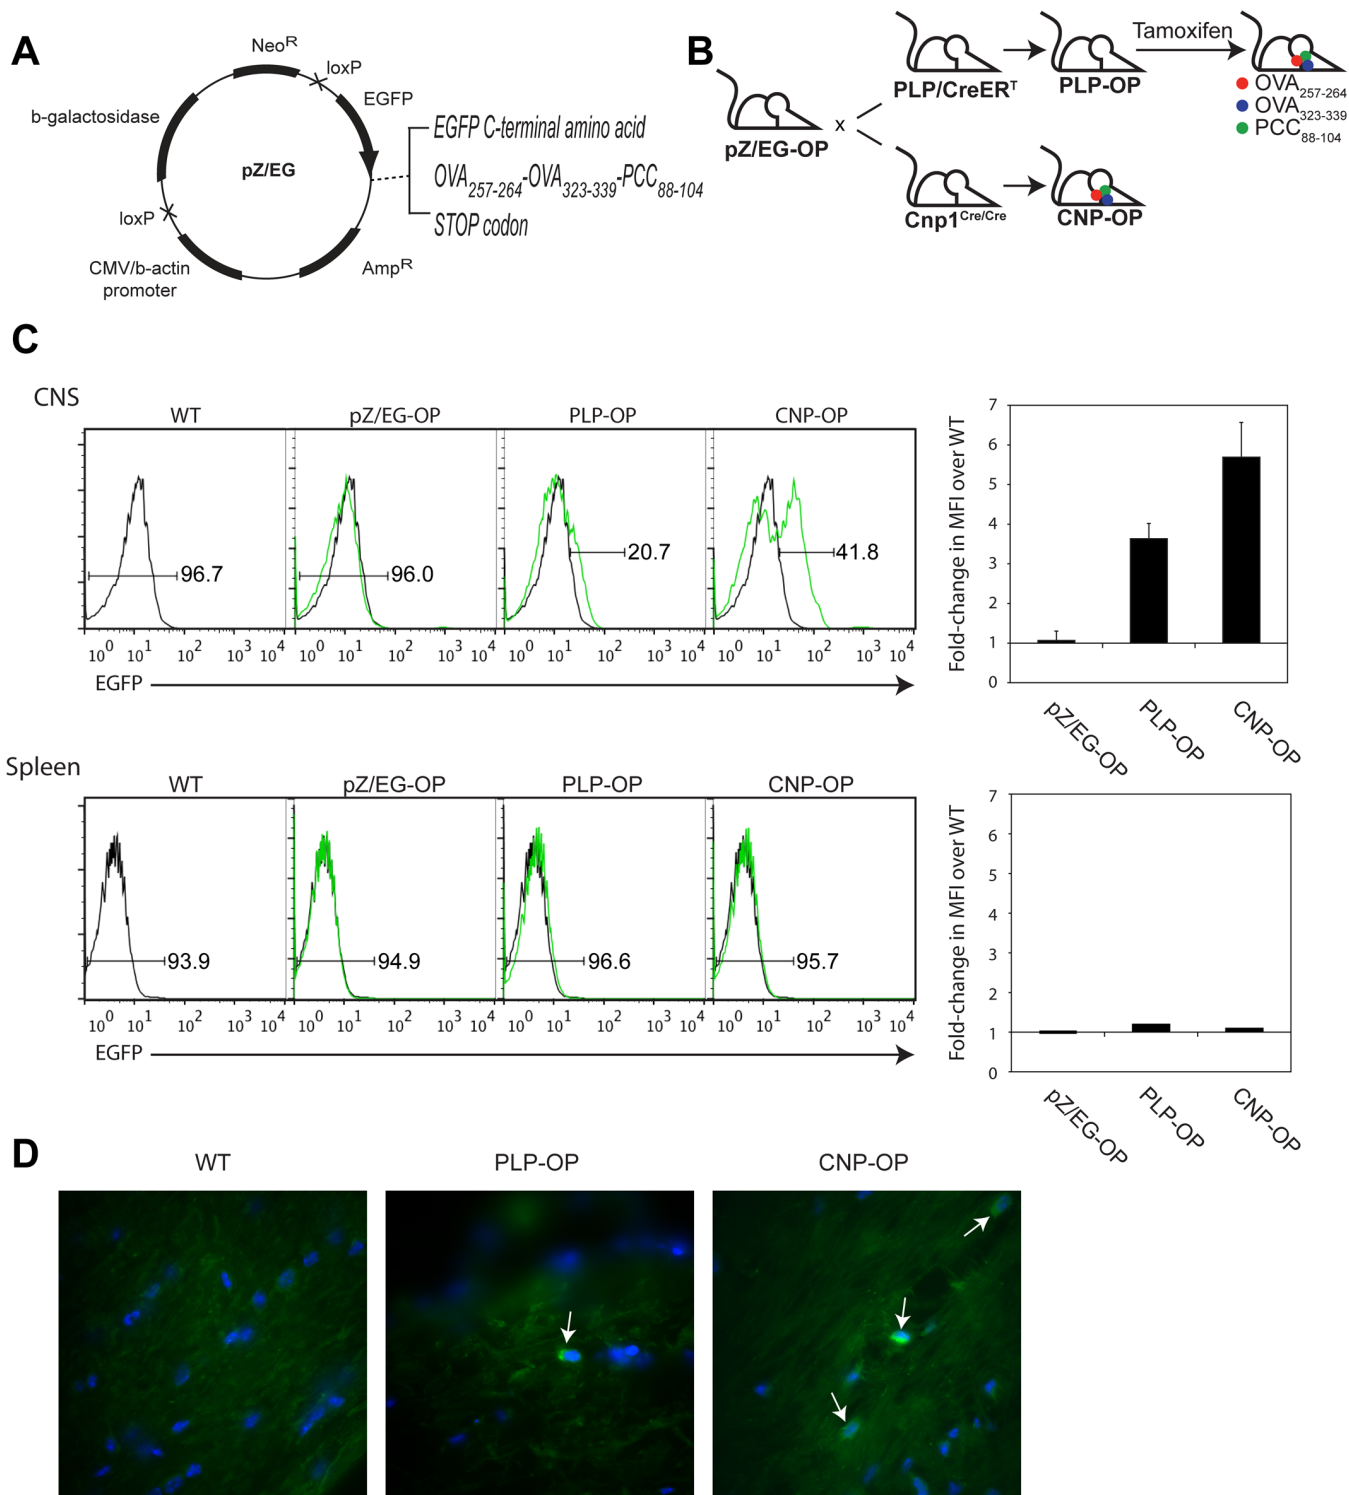 A
Neo^R
loxP
EGFP
b-galactosidase
pZ/EG
loxP
CMV/b-actin
promoter
Amp^R
EGFP C-terminal amino acid
OVA_257-264-OVA_323-339-PCC_88-104
STOP codon
B
pZ/EG-OP
x
PLP/CreER^T
PLP-OP
Tamoxifen
OVA_257-264
OVA_323-339
PCC_88-104
Cnp1^Cre/Cre
CNP-OP
C
CNS
WT pZ/EG-OP PLP-OP CNP-OP
96.7 96.0 20.7 41.8
10^0 10^1 10^2 10^3 10^4 10^0 10^1 10^2 10^3 10^4 10^0 10^1 10^2 10^3 10^4 10^0 10^1 10^2 10^3 10^4
EGFP
Fold-change in MFI over WT
7
6
5
4
3
2
1
0
pZ/EG-OP PLP-OP CNP-OP
Spleen
WT pZ/EG-OP PLP-OP CNP-OP
93.9 94.9 96.6 95.7
10^0 10^1 10^2 10^3 10^4 10^0 10^1 10^2 10^3 10^4 10^0 10^1 10^2 10^3 10^4 10^0 10^1 10^2 10^3 10^4
EGFP
Fold-change in MFI over WT
7
6
5
4
3
2
1
0
pZ/EG-OP PLP-OP CNP-OP
D
WT PLP-OP CNP-OP